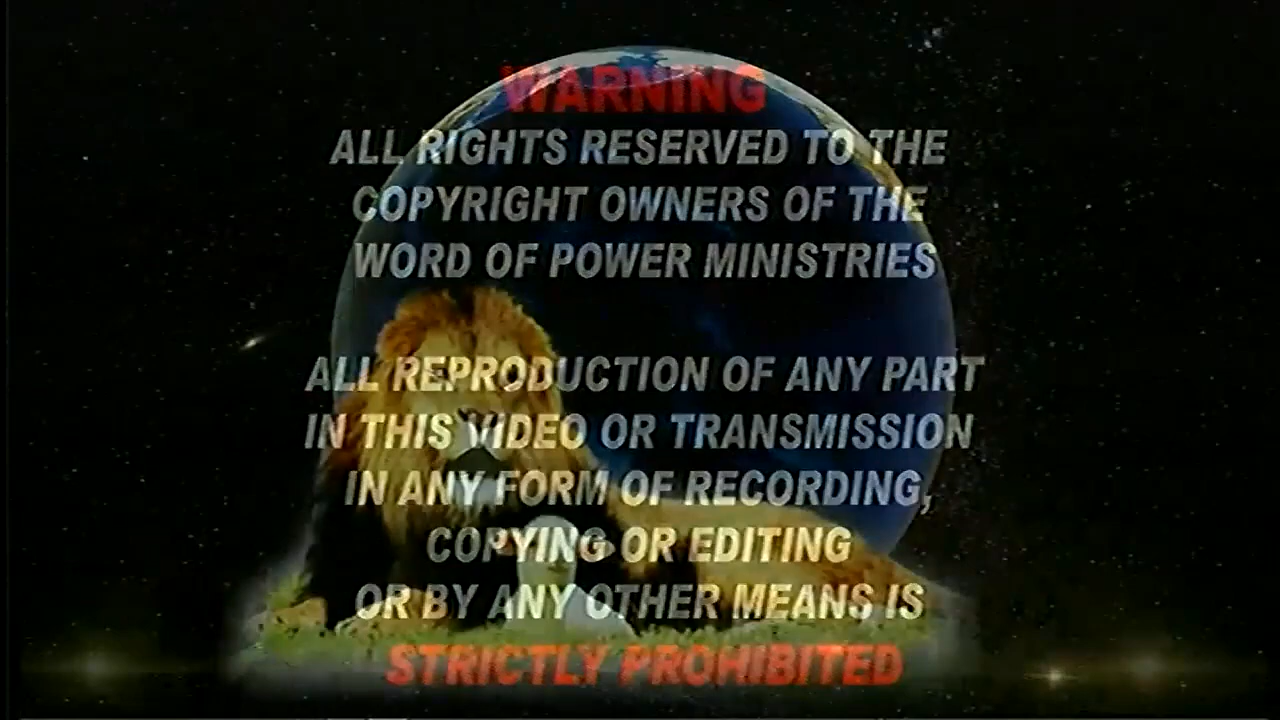 WARNING
ALL RIGHTS RESERVED TO THE
COPYRIGHT OWNERS OF THE
WORD OF POWER MINISTRIES
ALL REPRODUCTION OF ANY PART
IN THIS VIDEO OR TRANSMISSION
IN ANY FORM OF RECORDING,
COPYING OR EDITING
OR BY ANY OTHER MEANS IS
STRICTLY PROHIBITED